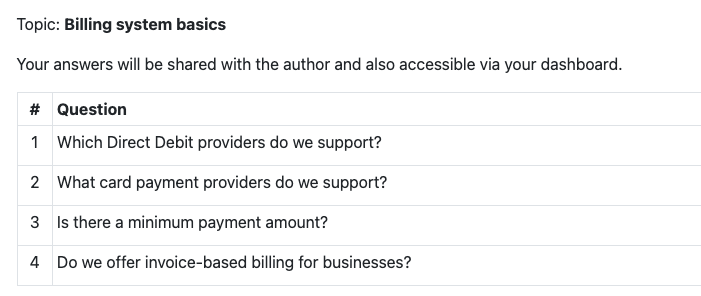 Topic: Billing system basics
Your answers will be shared with the author and also accessible via your dashboard.
# Question
1 Which Direct Debit providers do we support?
2 What card payment providers do we support?
3 Is there a minimum payment amount?
4 Do we offer invoice-based billing for businesses?